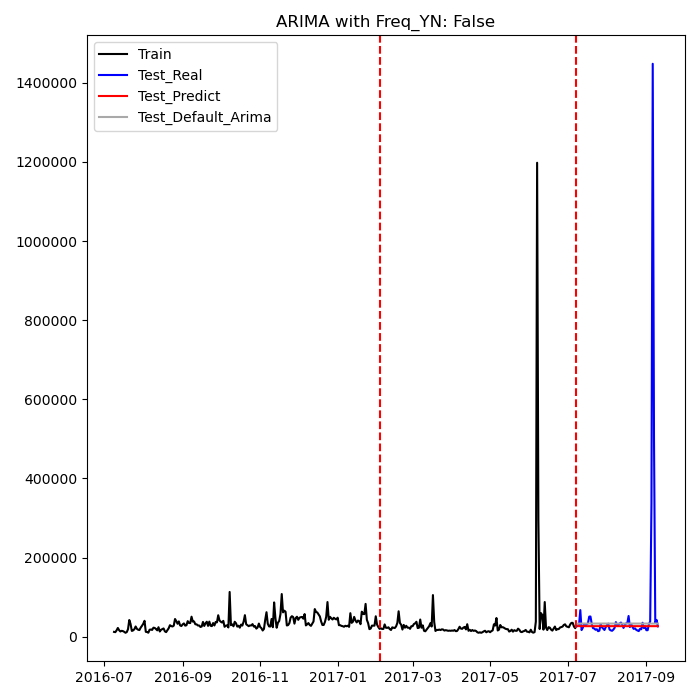 ARIMA with Freq_YN: False
Train
Test_Real
Test_Predict
Test_Default_Arima
1400000
1200000
1000000
800000
600000
400000
200000
0
2016-07 2016-09 2016-11 2017-01 2017-03 2017-05 2017-07 2017-09